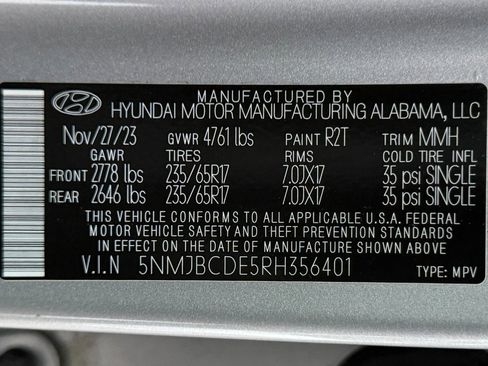 MANUFACTURED BY
HYUNDAI MOTOR MANUFACTURING ALABAMA, LLC
Nov/27/23 GVWR 4761 lbs PAINT R2T TRIM MMH
GAWR TIRES RIMS COLD TIRE INFL
FRONT 2778 lbs 235/65R17 7.0JX17 35 psi SINGLE
REAR 2646 lbs 235/65R17 7.0JX17 35 psi SINGLE
THIS VEHICLE CONFORMS TO ALL APPLICABLE U.S.A. FEDERAL
MOTOR VEHICLE SAFETY AND THEFT PREVENTION STANDARDS
IN EFFECT ON THE DATE OF MANUFACTURE SHOWN ABOVE.
V.I.N 5NMJBCDE5RH356401 TYPE: MPV